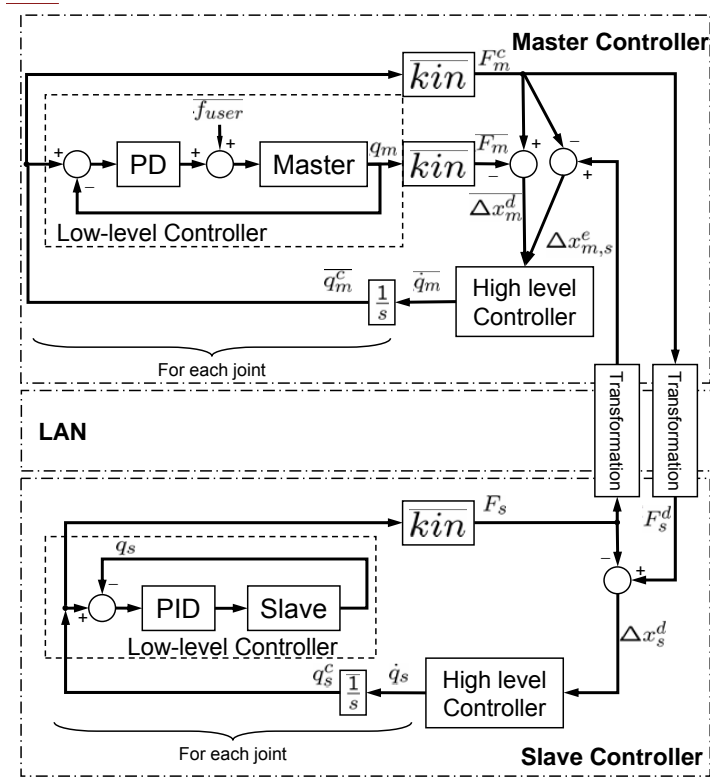 Master Controller
kin
F_m^c
f_user
+
+
+
-
+
-
PD
Master
q_m
kin
F_m
-
+
Low-level Controller
Δx_m^d
Δx_{m,s}^e
q_m^c
1/s
q̇_m
High level
Controller
For each joint
Transformation
Transformation
LAN
kin
F_s
F_s^d
q_s
-
+
PID
Slave
-
+
Low-level Controller
Δx_s^d
q_s^c
1/s
q̇_s
High level
Controller
For each joint
Slave Controller